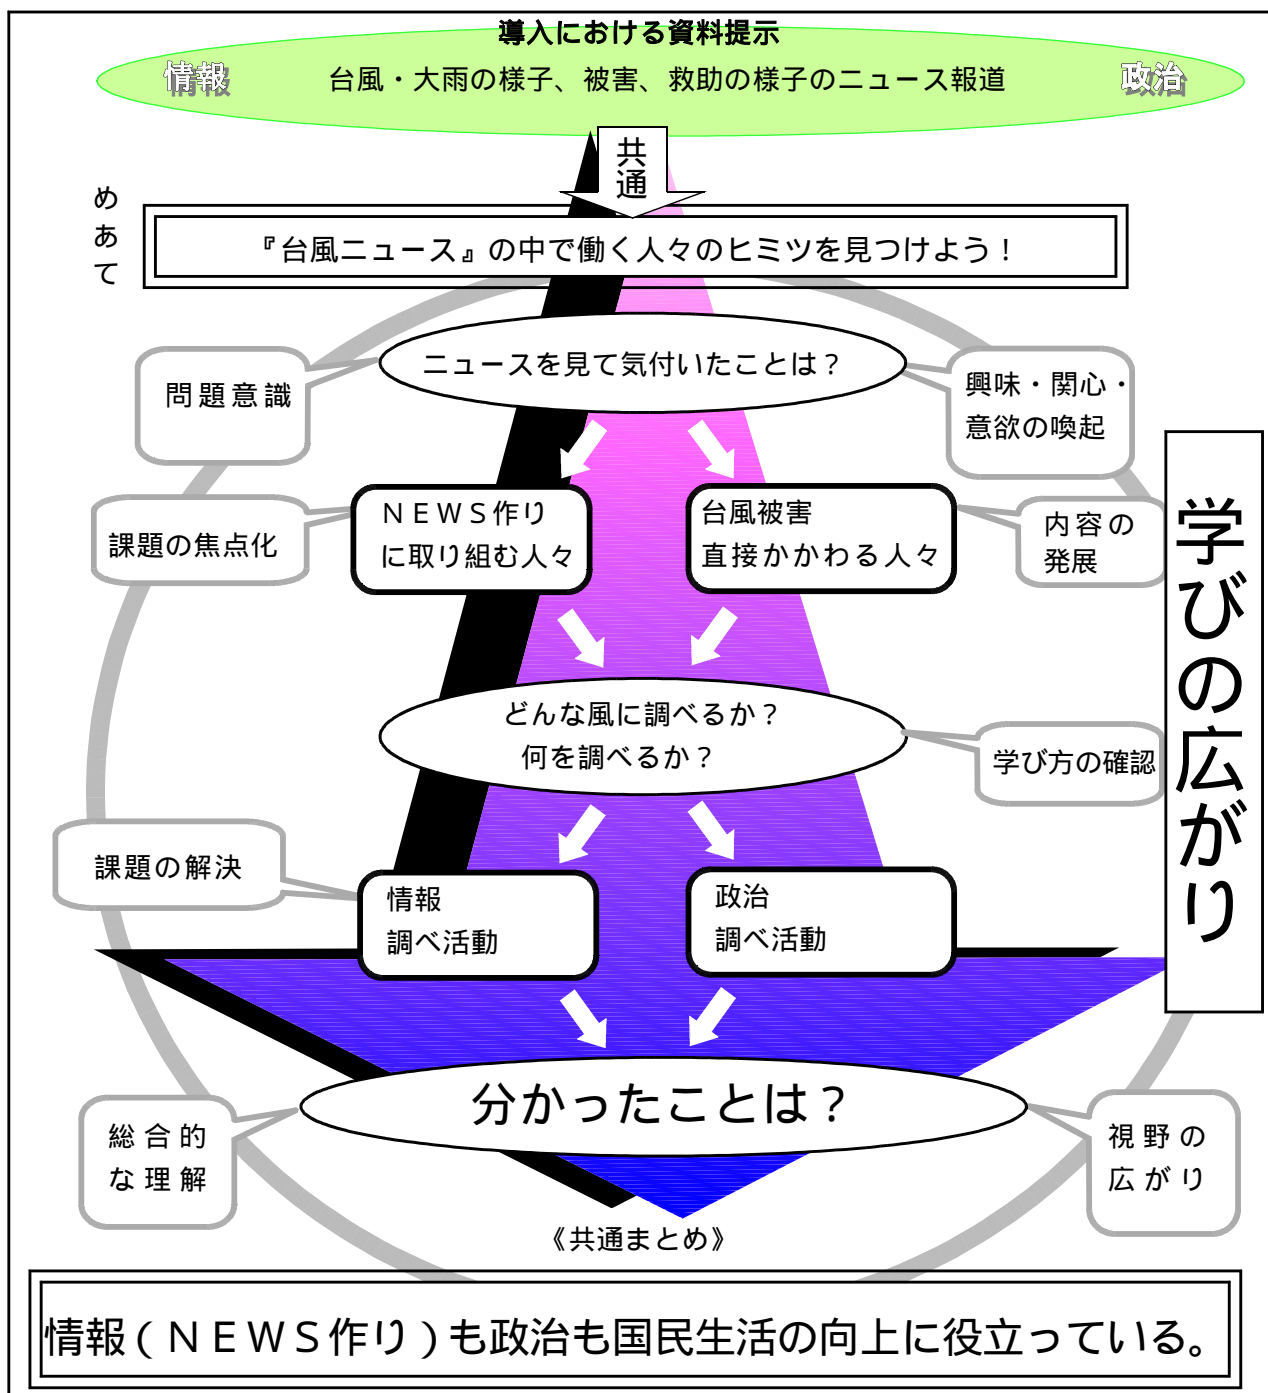 導入における資料提示
情報
台風・大雨の様子、被害、救助の様子のニュース報道
政治
共通
めあて
『台風ニュース』の中で働く人々のヒミツを見つけよう！
ニュースを見て気付いたことは？
問題意識
興味・関心・
意欲の喚起
ＮＥＷＳ作り
に取り組む人々
台風被害
直接かかわる人々
課題の焦点化
内容の
発展
学びの広がり
どんな風に調べるか？
何を調べるか？
学び方の確認
課題の解決
情報
調べ活動
政治
調べ活動
分かったことは？
総合的
な理解
視野の
広がり
《共通まとめ》
情報（ＮＥＷＳ作り）も政治も国民生活の向上に役立っている。